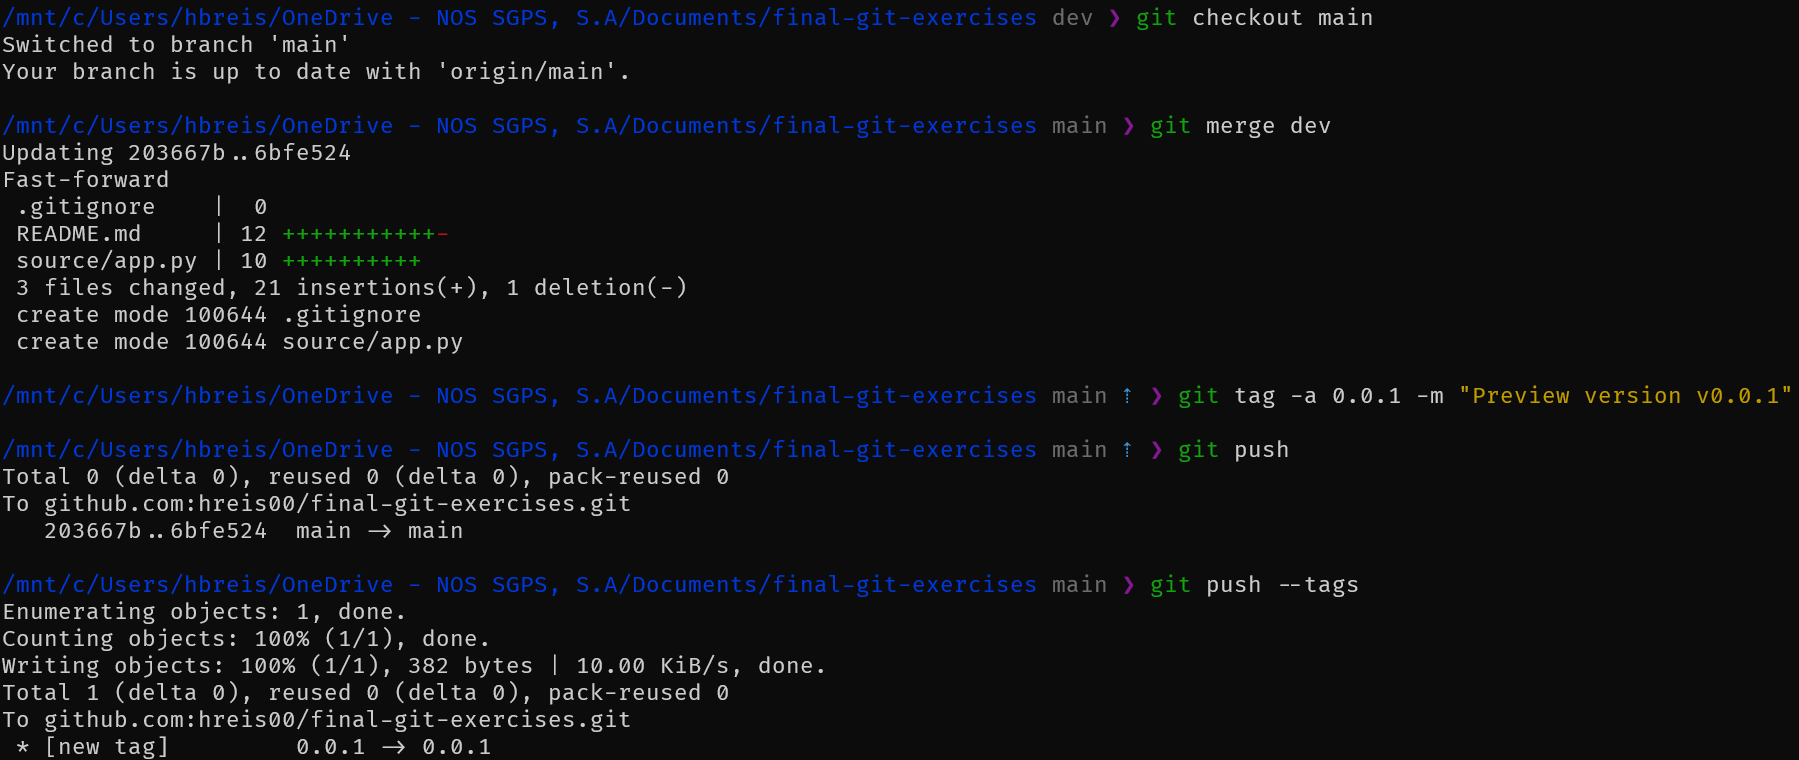 /mnt/c/Users/hbreis/OneDrive - NOS SGPS, S.A/Documents/final-git-exercises dev ❯ git checkout main
Switched to branch 'main'
Your branch is up to date with 'origin/main'.
/mnt/c/Users/hbreis/OneDrive - NOS SGPS, S.A/Documents/final-git-exercises main ❯ git merge dev
Updating 203667b..6bfe524
Fast-forward
 .gitignore    |  0
 README.md     | 12 +++++++++++-
 source/app.py | 10 ++++++++++
 3 files changed, 21 insertions(+), 1 deletion(-)
 create mode 100644 .gitignore
 create mode 100644 source/app.py
/mnt/c/Users/hbreis/OneDrive - NOS SGPS, S.A/Documents/final-git-exercises main ⇡ ❯ git tag -a 0.0.1 -m "Preview version v0.0.1"
/mnt/c/Users/hbreis/OneDrive - NOS SGPS, S.A/Documents/final-git-exercises main ⇡ ❯ git push
Total 0 (delta 0), reused 0 (delta 0), pack-reused 0
To github.com:hreis00/final-git-exercises.git
   203667b..6bfe524  main -> main
/mnt/c/Users/hbreis/OneDrive - NOS SGPS, S.A/Documents/final-git-exercises main ❯ git push --tags
Enumerating objects: 1, done.
Counting objects: 100% (1/1), done.
Writing objects: 100% (1/1), 382 bytes | 10.00 KiB/s, done.
Total 1 (delta 0), reused 0 (delta 0), pack-reused 0
To github.com:hreis00/final-git-exercises.git
 * [new tag]         0.0.1 -> 0.0.1